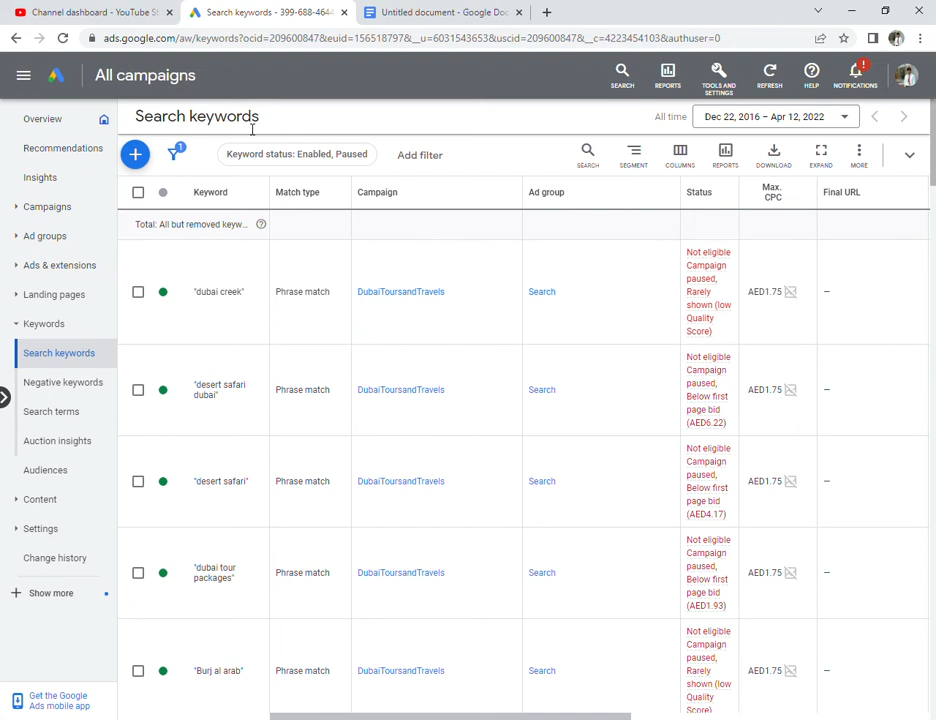 Channel dashboard - YouTube St
Search keywords - 399-688-4644
Untitled document - Google Doc
ads.google.com/aw/keywords?ocid=209600847&euid=156518797&__u=6031543653&uscid=209600847&__c=4223454103&authuser=0
All campaigns
SEARCH
REPORTS
TOOLS AND
SETTINGS
REFRESH
HELP
NOTIFICATIONS
Overview
Recommendations
Insights
Campaigns
Ad groups
Ads & extensions
Landing pages
Keywords
Search keywords
Negative keywords
Search terms
Auction insights
Audiences
Content
Settings
Change history
Show more
Get the Google
Ads mobile app
Search keywords
All time
Dec 22, 2016 – Apr 12, 2022
1
Keyword status: Enabled, Paused
Add filter
SEARCH
SEGMENT
COLUMNS
REPORTS
DOWNLOAD
EXPAND
MORE
Keyword
Match type
Campaign
Ad group
Status
Max.
CPC
Final URL
Total: All but removed keyw...
"dubai creek"
Phrase match
DubaiToursandTravels
Search
Not eligible
Campaign
paused,
Rarely
shown (low
Quality
Score)
AED1.75
–
"desert safari
dubai"
Phrase match
DubaiToursandTravels
Search
Not eligible
Campaign
paused,
Below first
page bid
(AED6.22)
AED1.75
–
"desert safari"
Phrase match
DubaiToursandTravels
Search
Not eligible
Campaign
paused,
Below first
page bid
(AED4.17)
AED1.75
–
"dubai tour
packages"
Phrase match
DubaiToursandTravels
Search
Not eligible
Campaign
paused,
Below first
page bid
(AED1.93)
AED1.75
–
"Burj al arab"
Phrase match
DubaiToursandTravels
Search
Not eligible
Campaign
paused,
Rarely
shown (low
Quality
Score)
AED1.75
–